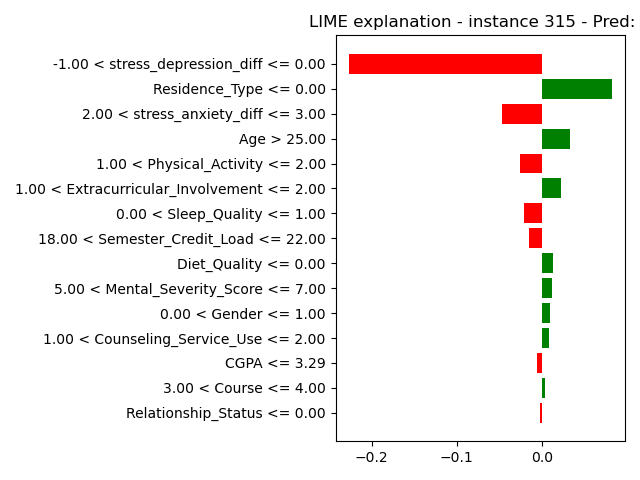 LIME explanation - instance 315 - Pred:
-1.00 < stress_depression_diff <= 0.00
Residence_Type <= 0.00
2.00 < stress_anxiety_diff <= 3.00
Age > 25.00
1.00 < Physical_Activity <= 2.00
1.00 < Extracurricular_Involvement <= 2.00
0.00 < Sleep_Quality <= 1.00
18.00 < Semester_Credit_Load <= 22.00
Diet_Quality <= 0.00
5.00 < Mental_Severity_Score <= 7.00
0.00 < Gender <= 1.00
1.00 < Counseling_Service_Use <= 2.00
CGPA <= 3.29
3.00 < Course <= 4.00
Relationship_Status <= 0.00
−0.2 −0.1 0.0